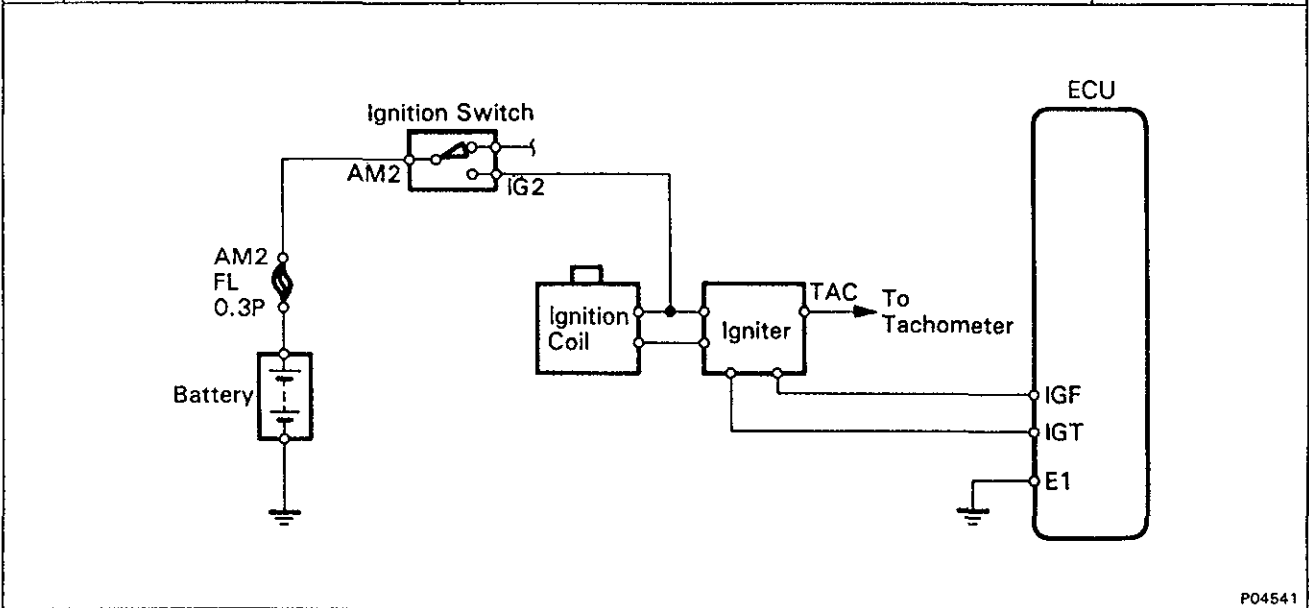 ECU
Ignition Switch
AM2
IG2
AM2
FL
0.3P
Battery
Ignition
Coil
Igniter
TAC
To
Tachometer
IGF
IGT
E1
P04541